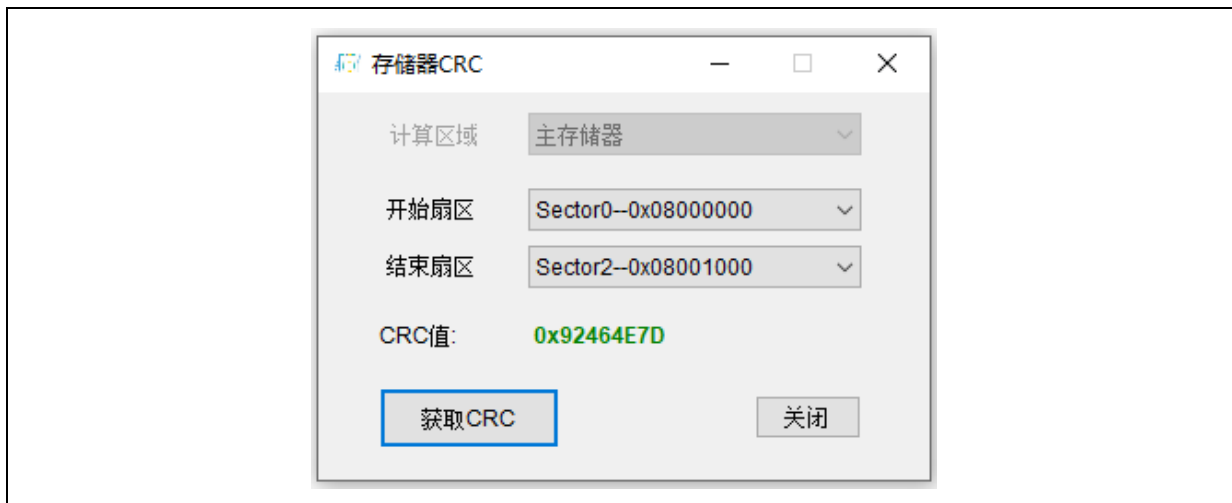 存储器CRC
计算区域 主存储器
开始扇区 Sector0--0x08000000
结束扇区 Sector2--0x08001000
CRC值: 0x92464E7D
获取CRC 关闭